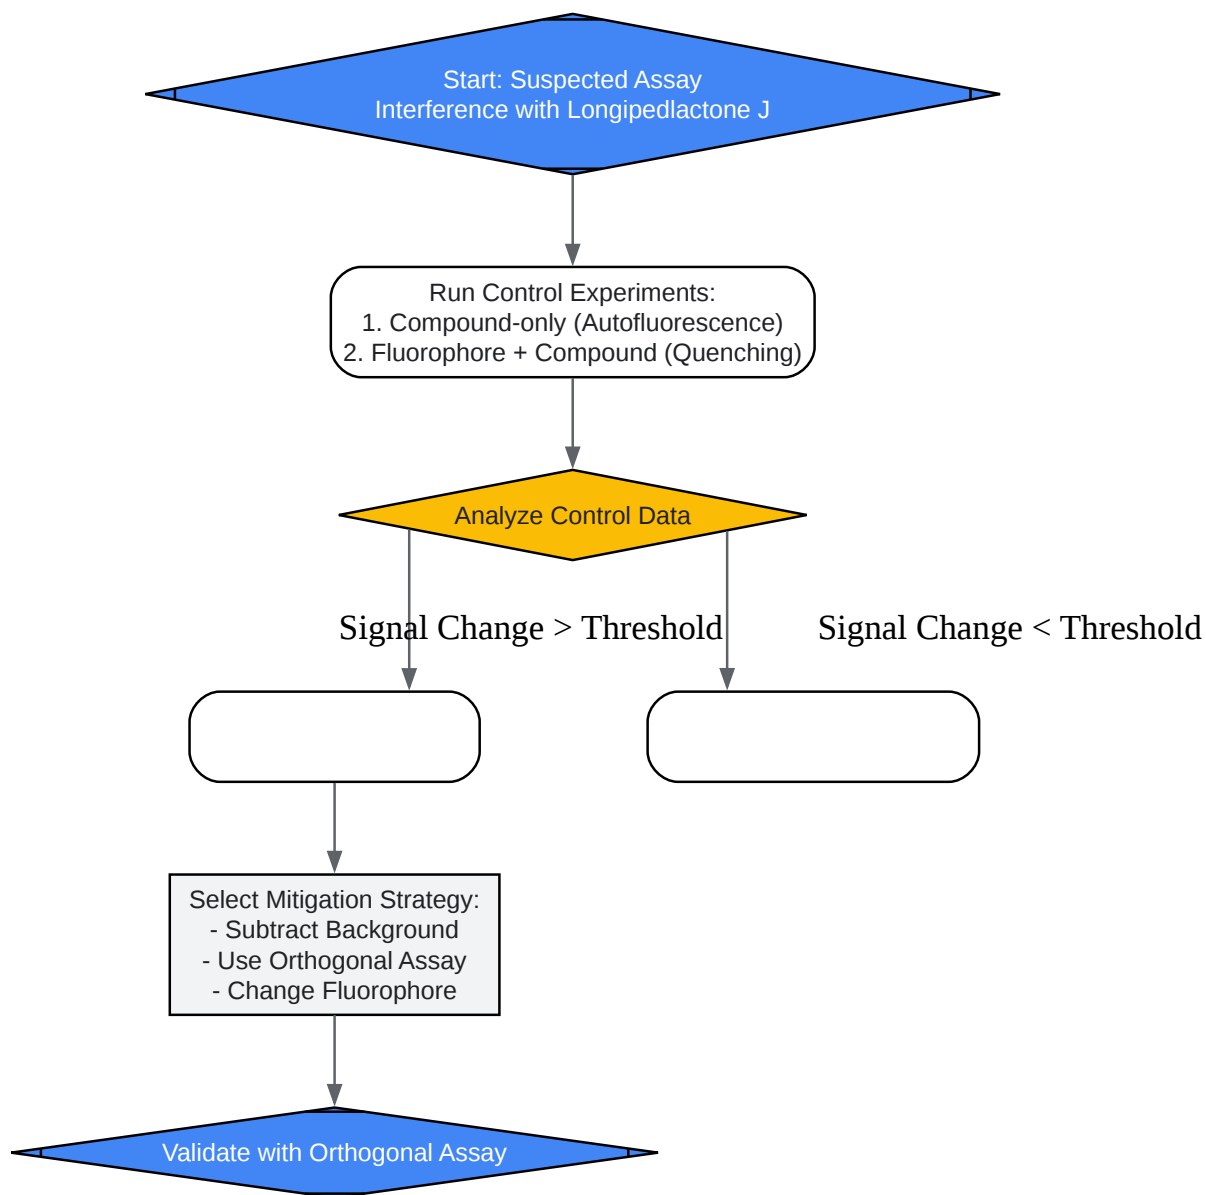 Start: Suspected Assay
Interference with Longipedlactone J
Run Control Experiments:
1. Compound-only (Autofluorescence)
2. Fluorophore + Compound (Quenching)
Analyze Control Data
Signal Change > Threshold
Signal Change < Threshold
Select Mitigation Strategy:
- Subtract Background
- Use Orthogonal Assay
- Change Fluorophore
Validate with Orthogonal Assay